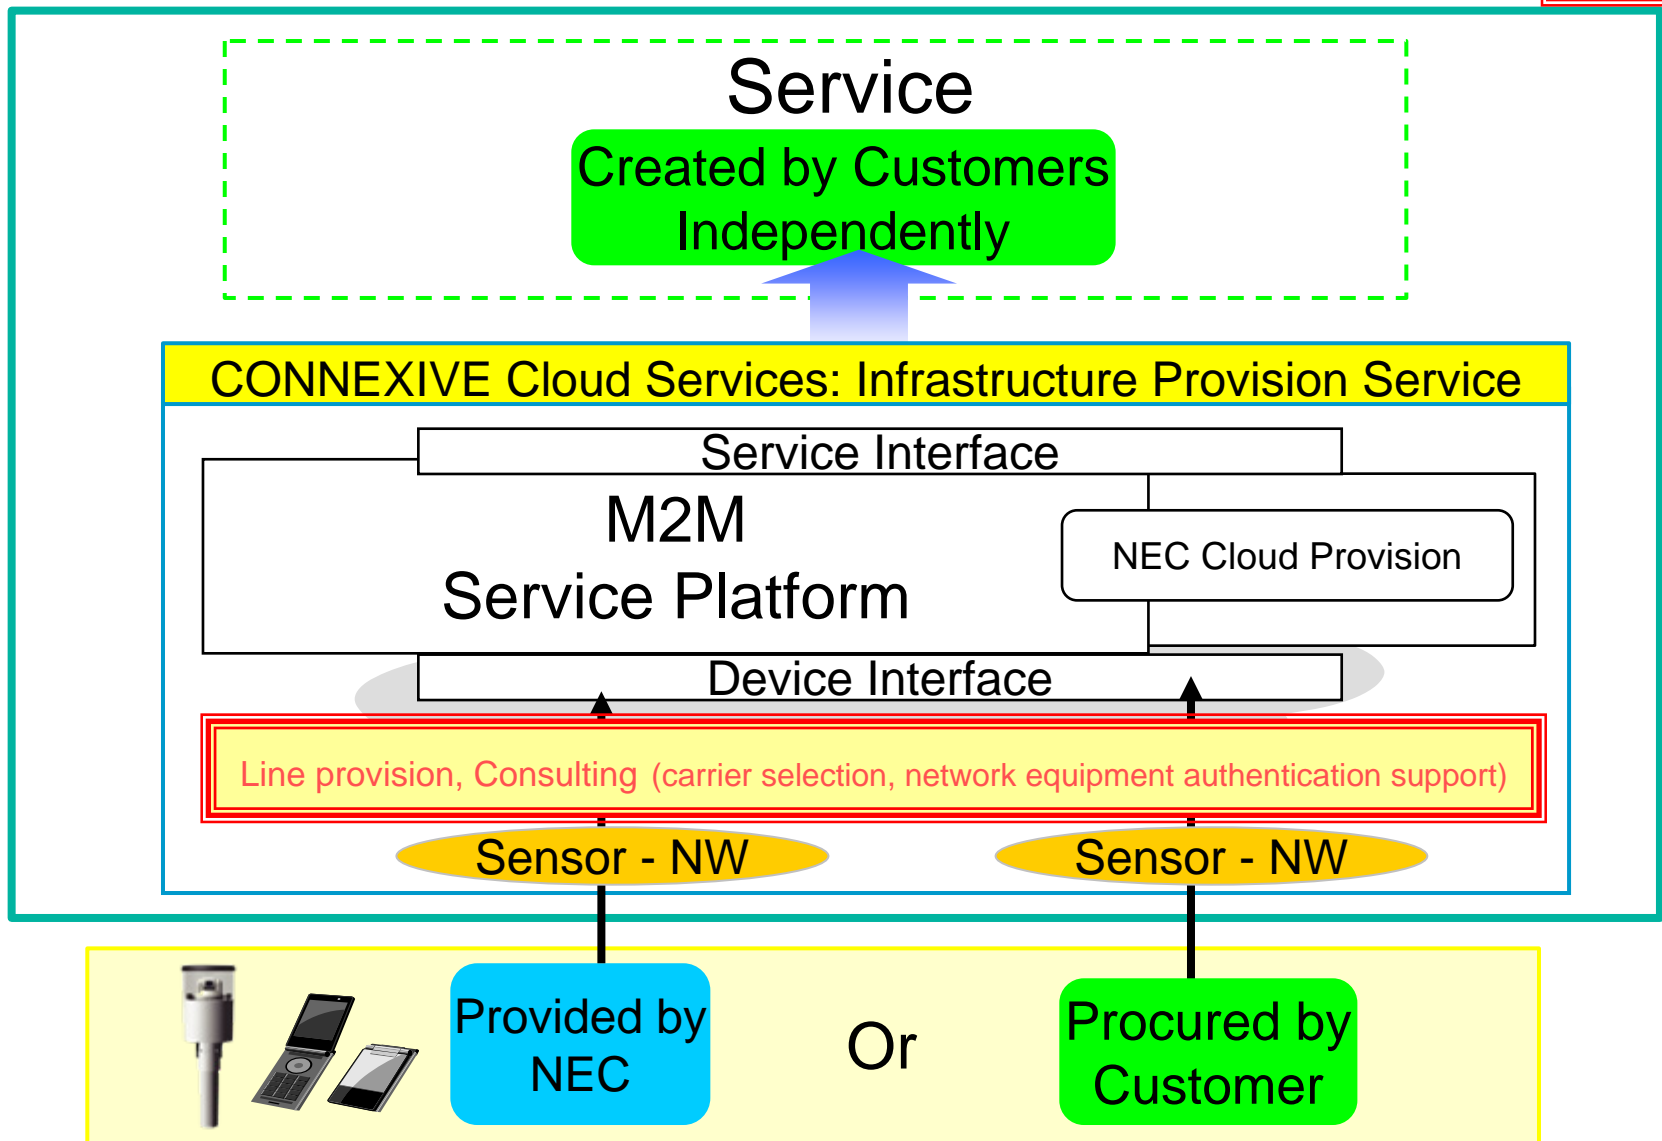 Service
Created by Customers
Independently
CONNEXIVE Cloud Services: Infrastructure Provision Service
Service Interface
M2M
Service Platform
NEC Cloud Provision
Device Interface
Line provision, Consulting (carrier selection, network equipment authentication support)
Sensor - NW
Sensor - NW
Provided by
NEC
Or
Procured by
Customer